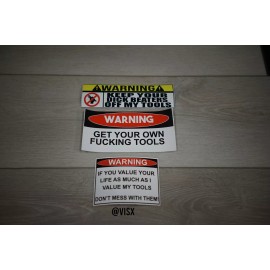 WARNING
KEEP YOUR
DICK BEATERS
OFF MY TOOLS
WARNING
GET YOUR OWN
FUCKING TOOLS
WARNING
IF YOU VALUE YOUR
LIFE AS MUCH AS I
VALUE MY TOOLS
DON'T MESS WITH THEM!
@VISX